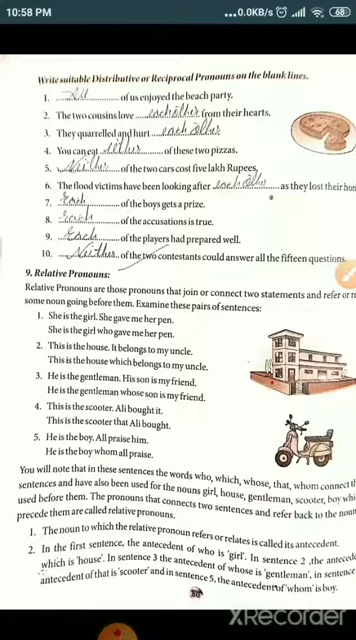 10:58 PM ...0.0KB/s 68
Write suitable Distributive or Reciprocal Pronouns on the blank lines.
1. ...All... of us enjoyed the beach party.
2. The two cousins love ...each other from their hearts.
3. They quarrelled and hurt ...each other
4. You can eat ... of these two pizzas.
5. ...Neither... of the two cars cost five lakh Rupees.
6. The flood victims have been looking after ...each other... as they lost their hom
7. ...Each... of the boys gets a prize.
8. ...Each... of the accusations is true.
9. ...Each... of the players had prepared well.
10. ...Neither of the two contestants could answer all the fifteen questions.
9. Relative Pronouns:
Relative Pronouns are those pronouns that join or connect two statements and refer or re
some noun going before them. Examine these pairs of sentences:
1. She is the girl. She gave me her pen.
She is the girl who gave me her pen.
2. This is the house. It belongs to my uncle.
This is the house which belongs to my uncle.
3. He is the gentleman. His son is my friend.
He is the gentleman whose son is my friend.
4. This is the scooter. Ali bought it.
This is the scooter that Ali bought.
5. He is the boy. All praise him.
He is the boy whom all praise.
You will note that in these sentences the words who, which, whose, that, whom connect th
sentences and have also been used for the nouns girl, house, gentleman, scooter, boy whi
used before them. The pronouns that connects two sentences and refer back to the noun
precede them are called relative pronouns.
1. The noun to which the relative pronoun refers or relates is called its antecedent.
2. In the first sentence, the antecedent of who is 'girl'. In sentence 2 ,the anteced
which is 'house'. In sentence 3 the antecedent of whose is 'gentleman', in sentence
antecedent of that is 'scooter' and in sentence 5, the antecedent of 'whom' is boy.
XRecorder